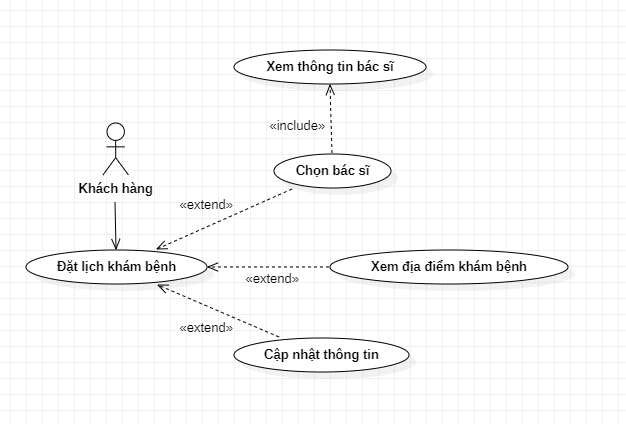 Xem thông tin bác sĩ
«include»
Chọn bác sĩ
Khách hàng
«extend»
Đặt lịch khám bệnh
Xem địa điểm khám bệnh
«extend»
«extend»
Cập nhật thông tin